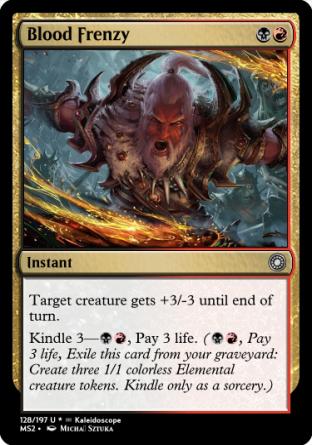 Blood Frenzy
Instant
Target creature gets +3/-3 until end of
turn.
Kindle 3—, Pay 3 life. (, Pay
3 life, Exile this card from your graveyard:
Create three 1/1 colorless Elemental
creature tokens. Kindle only as a sorcery.)
128/197 U * Kaleidoscope
MS2 • Michał Sztuka